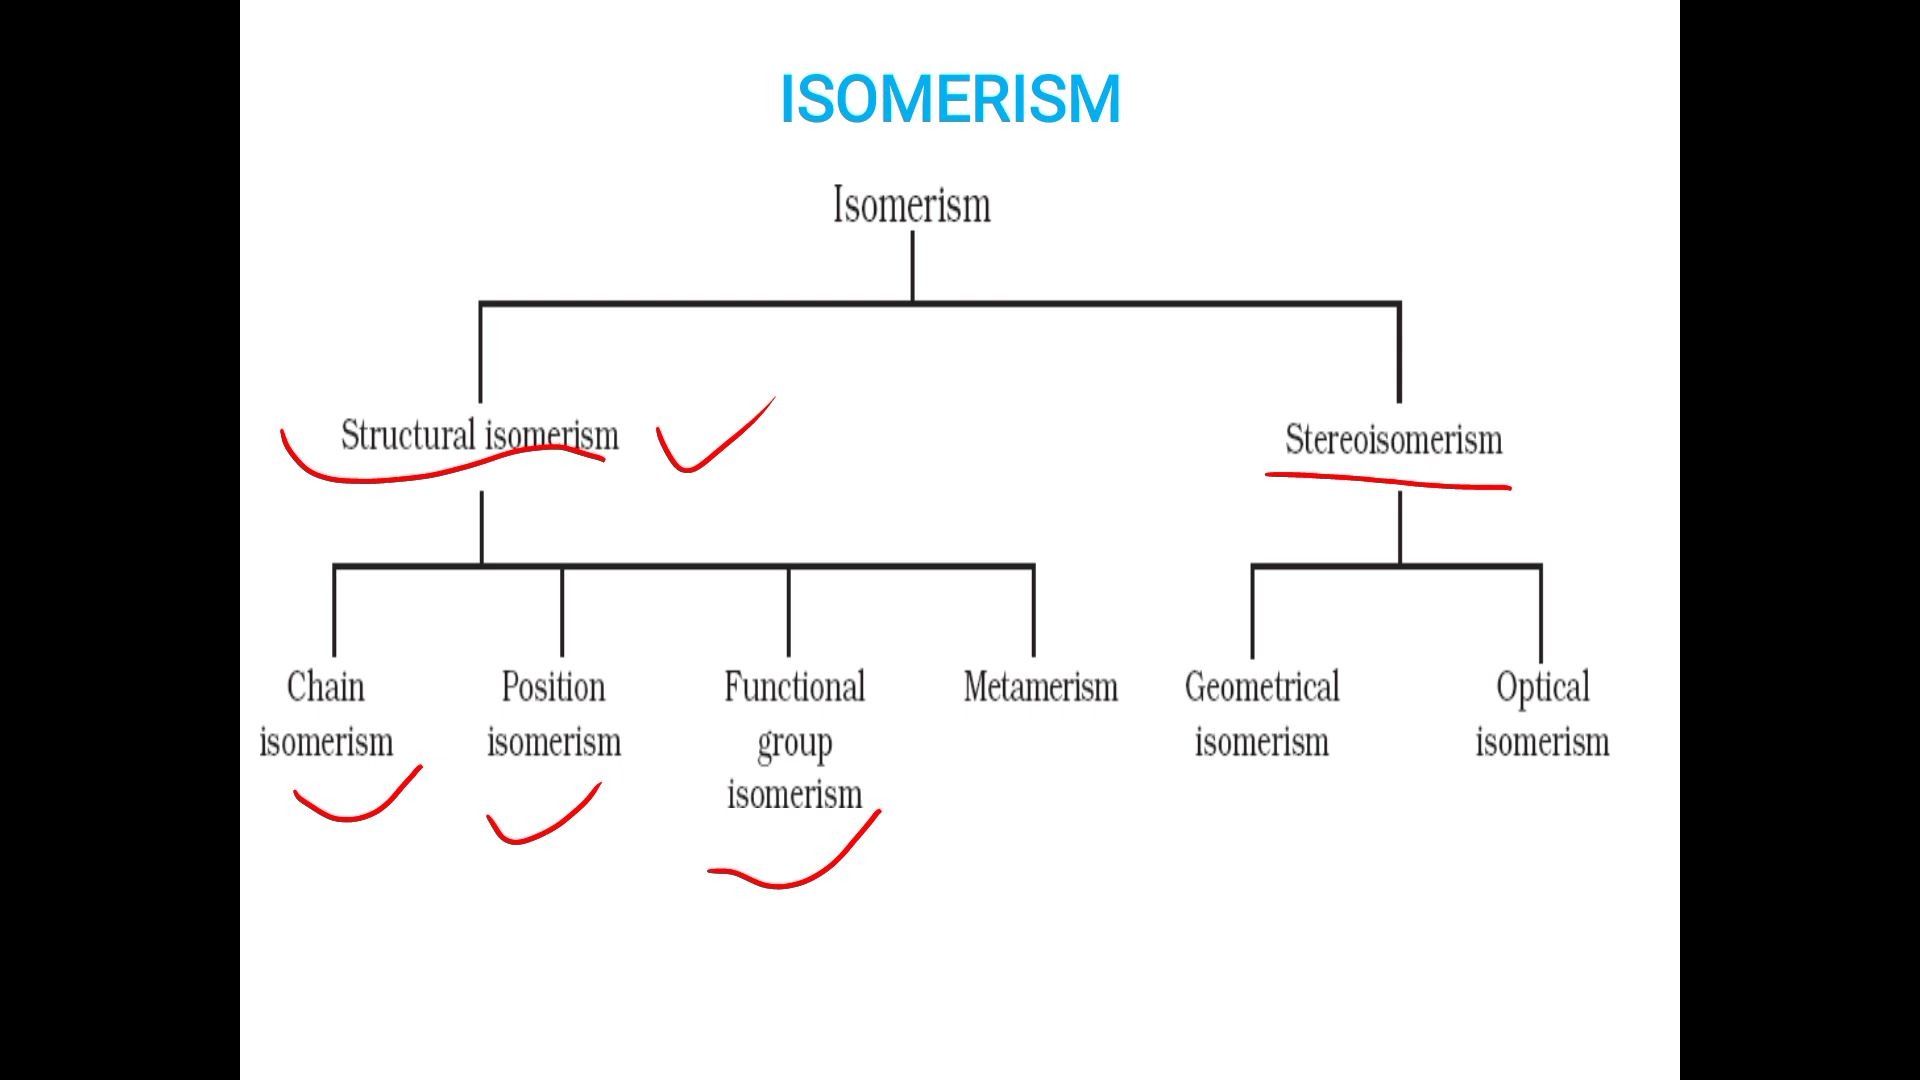 ISOMERISM
Isomerism
Structural isomerism
Stereoisomerism
Chain
isomerism
Position
isomerism
Functional
group
isomerism
Metamerism
Geometrical
isomerism
Optical
isomerism